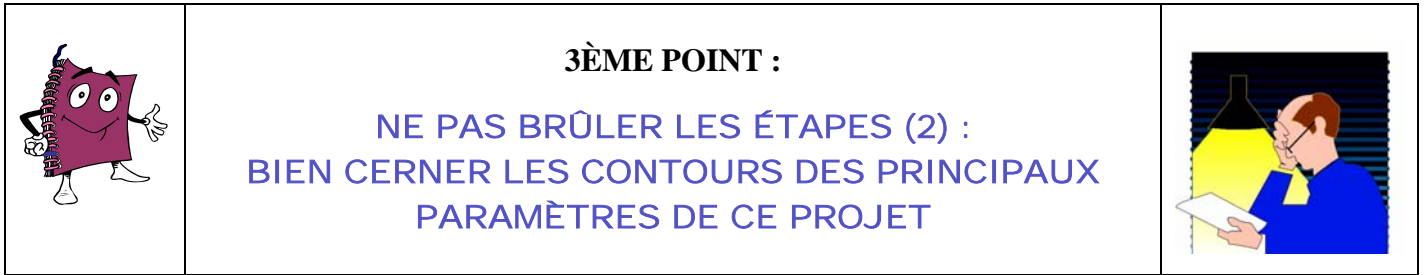 3ÈME POINT :
NE PAS BRÛLER LES ÉTAPES (2) :
BIEN CERNER LES CONTOURS DES PRINCIPAUX
PARAMÈTRES DE CE PROJET